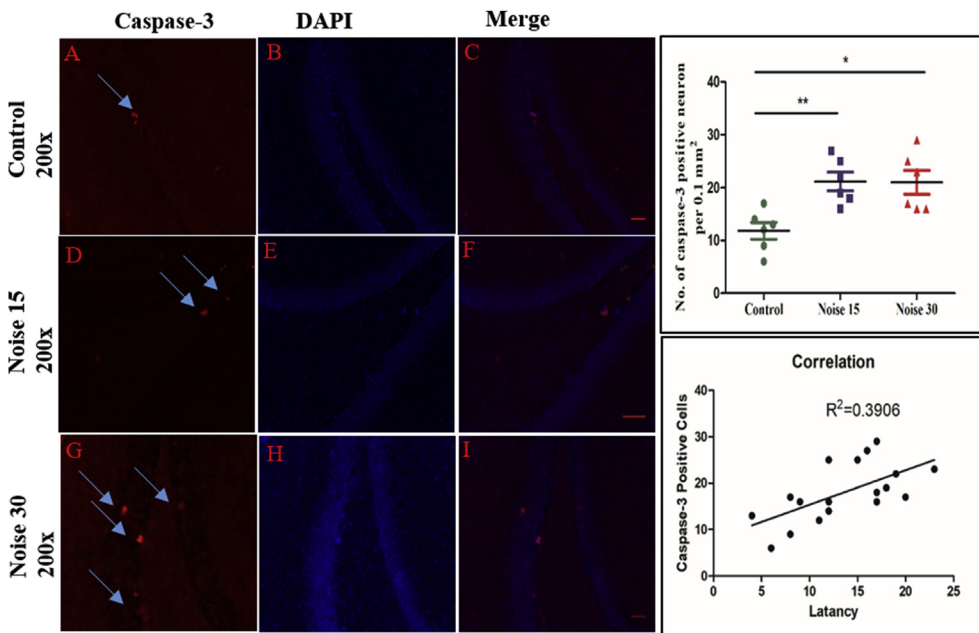 Caspase-3 DAPI Merge
Control
200x
A B C
Noise 15
200x
D E F
Noise 30
200x
G H I
No. of caspase-3 positive neuron
per 0.1 mm²
40
30
20
10
0
*
**
Control Noise 15 Noise 30
Correlation
R²=0.3906
Caspase-3 Positive Cells
40
30
20
10
0
0 5 10 15 20 25
Latancy